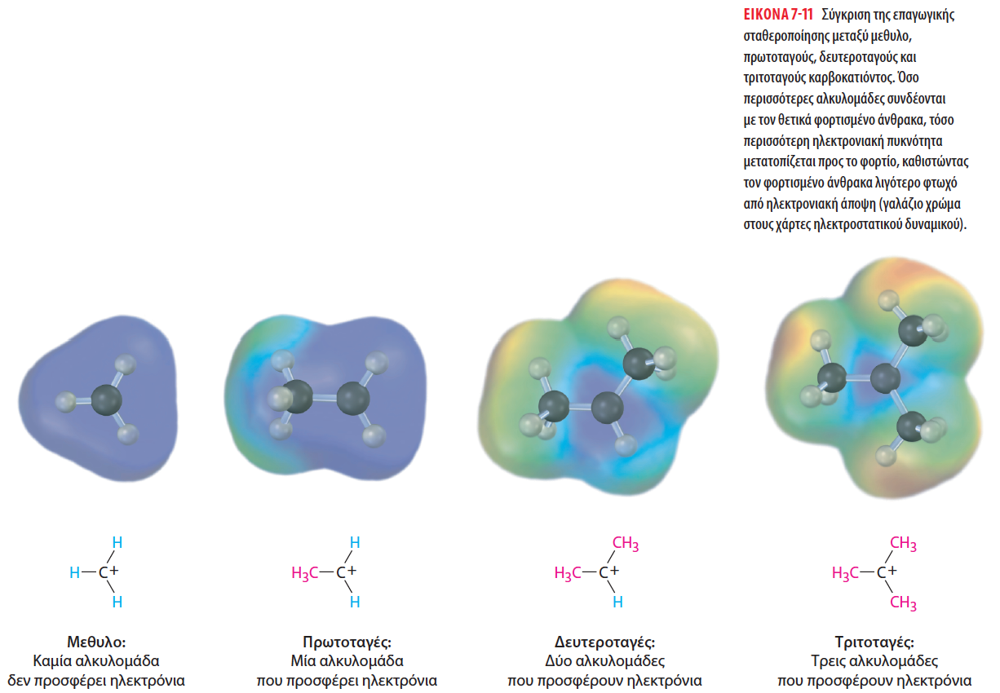 ΕΙΚΟΝΑ 7-11 Σύγκριση της επαγωγικής
σταθεροποίησης μεταξύ μεθυλο,
πρωτοταγούς, δευτεροταγούς και
τριτοταγούς καρβοκατιόντος. Όσο
περισσότερες αλκυλομάδες συνδέονται
με τον θετικά φορτισμένο άνθρακα, τόσο
περισσότερη ηλεκτρονιακή πυκνότητα
μετατοπίζεται προς το φορτίο, καθιστώντας
τον φορτισμένο άνθρακα λιγότερο φτωχό
από ηλεκτρονιακή άποψη (γαλάζιο χρώμα
στους χάρτες ηλεκτροστατικού δυναμικού).
H
H—C+
H
H
H₃C—C+
H
CH₃
H₃C—C+
H
CH₃
H₃C—C+
CH₃
Μεθυλο:
Καμία αλκυλομάδα
δεν προσφέρει ηλεκτρόνια
Πρωτοταγές:
Μία αλκυλομάδα
που προσφέρει ηλεκτρόνια
Δευτεροταγές:
Δύο αλκυλομάδες
που προσφέρουν ηλεκτρόνια
Τριτοταγές:
Τρεις αλκυλομάδες
που προσφέρουν ηλεκτρόνια